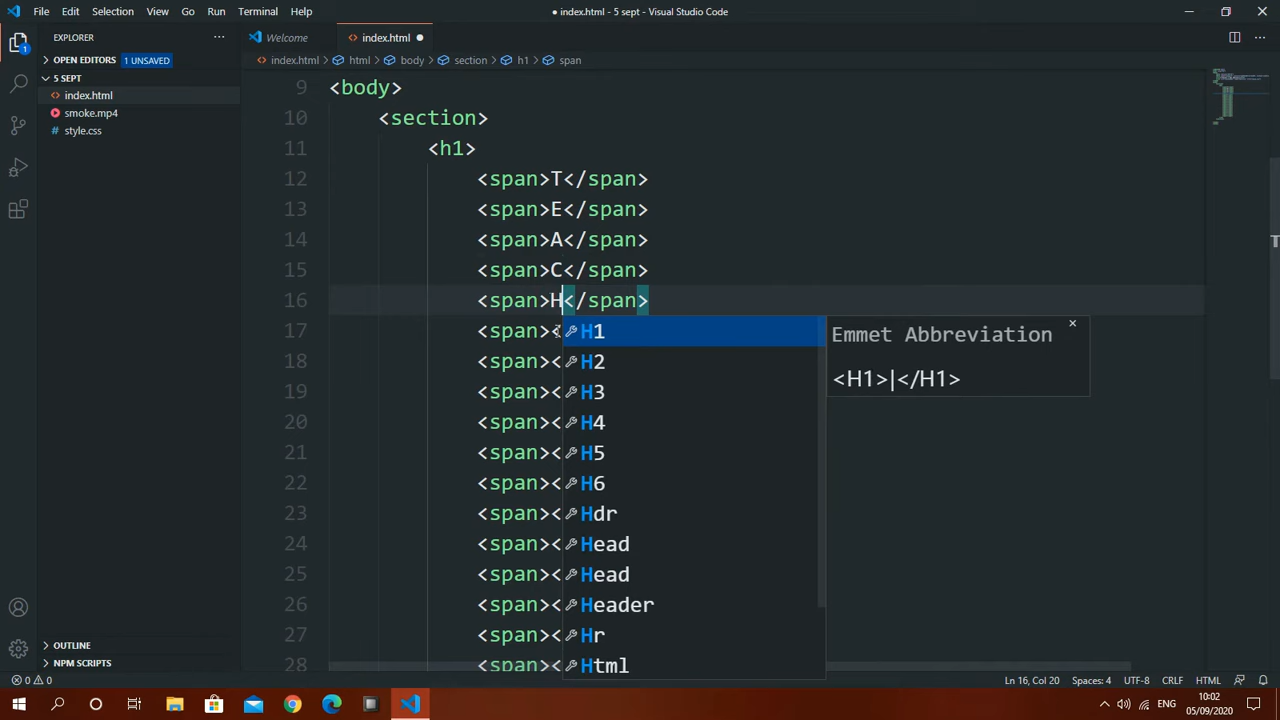 File Edit Selection View Go Run Terminal Help
● index.html - 5 sept - Visual Studio Code
EXPLORER ···
Welcome
<> index.html ●
OPEN EDITORS 1 UNSAVED
<> index.html > html > body > section > h1 > span
5 SEPT
<> index.html
smoke.mp4
# style.css
9 <body>
10 <section>
11 <h1>
12 <span>T</span>
13 <span>E</span>
14 <span>A</span>
15 <span>C</span>
16 <span>H</span>
17 <span><
18 <span><
19 <span><
20 <span><
21 <span><
22 <span><
23 <span><
24 <span><
25 <span><
26 <span><
27 <span><
28 <span><
H1
H2
H3
H4
H5
H6
Hdr
Head
Head
Header
Hr
Html
Emmet Abbreviation
<H1>|</H1>
OUTLINE
NPM SCRIPTS
1
0 0
Ln 16, Col 20 Spaces: 4 UTF-8 CRLF HTML
ENG
10:02
05/09/2020